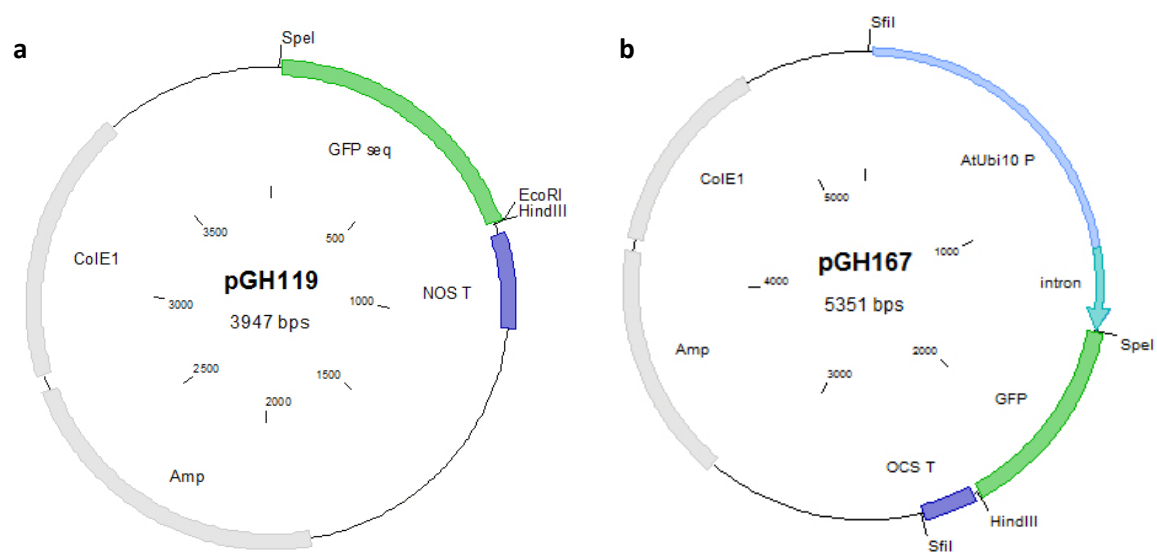 a
SpeI
GFP seq
EcoRI
HindIII
NOS T
ColE1
Amp
pGH119
3947 bps
500
1000
1500
2000
2500
3000
3500
b
SfiI
AtUbi10 P
intron
SpeI
GFP
HindIII
OCS T
SfiI
Amp
ColE1
pGH167
5351 bps
1000
2000
3000
4000
5000